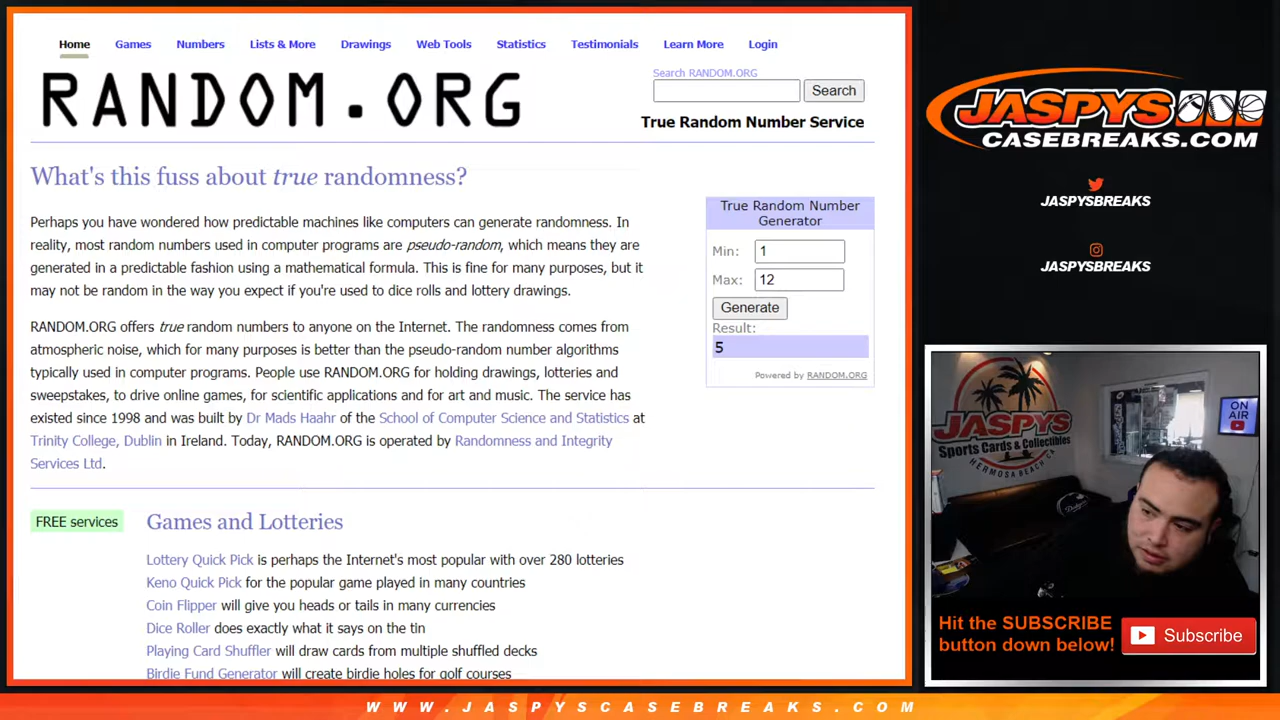 Home Games Numbers Lists & More Drawings Web Tools Statistics Testimonials Learn More Login
RANDOM.ORG
Search RANDOM.ORG
Search
True Random Number Service
What's this fuss about true randomness?
Perhaps you have wondered how predictable machines like computers can generate randomness. In
reality, most random numbers used in computer programs are pseudo-random, which means they are
generated in a predictable fashion using a mathematical formula. This is fine for many purposes, but it
may not be random in the way you expect if you're used to dice rolls and lottery drawings.
RANDOM.ORG offers true random numbers to anyone on the Internet. The randomness comes from
atmospheric noise, which for many purposes is better than the pseudo-random number algorithms
typically used in computer programs. People use RANDOM.ORG for holding drawings, lotteries and
sweepstakes, to drive online games, for scientific applications and for art and music. The service has
existed since 1998 and was built by Dr Mads Haahr of the School of Computer Science and Statistics at
Trinity College, Dublin in Ireland. Today, RANDOM.ORG is operated by Randomness and Integrity
Services Ltd.
True Random Number
Generator
Min: 1
Max: 12
Generate
Result:
5
Powered by RANDOM.ORG
FREE services
Games and Lotteries
Lottery Quick Pick is perhaps the Internet's most popular with over 280 lotteries
Keno Quick Pick for the popular game played in many countries
Coin Flipper will give you heads or tails in many currencies
Dice Roller does exactly what it says on the tin
Playing Card Shuffler will draw cards from multiple shuffled decks
Birdie Fund Generator will create birdie holes for golf courses
JASPYS
CASEBREAKS.COM
JASPYSBREAKS
JASPYSBREAKS
JASPYS
Sports Cards & Collectibles
HERMOSA BEACH CA
ON
AIR
Hit the SUBSCRIBE
button down below!
Subscribe
WWW.JASPYSCASEBREAKS.COM